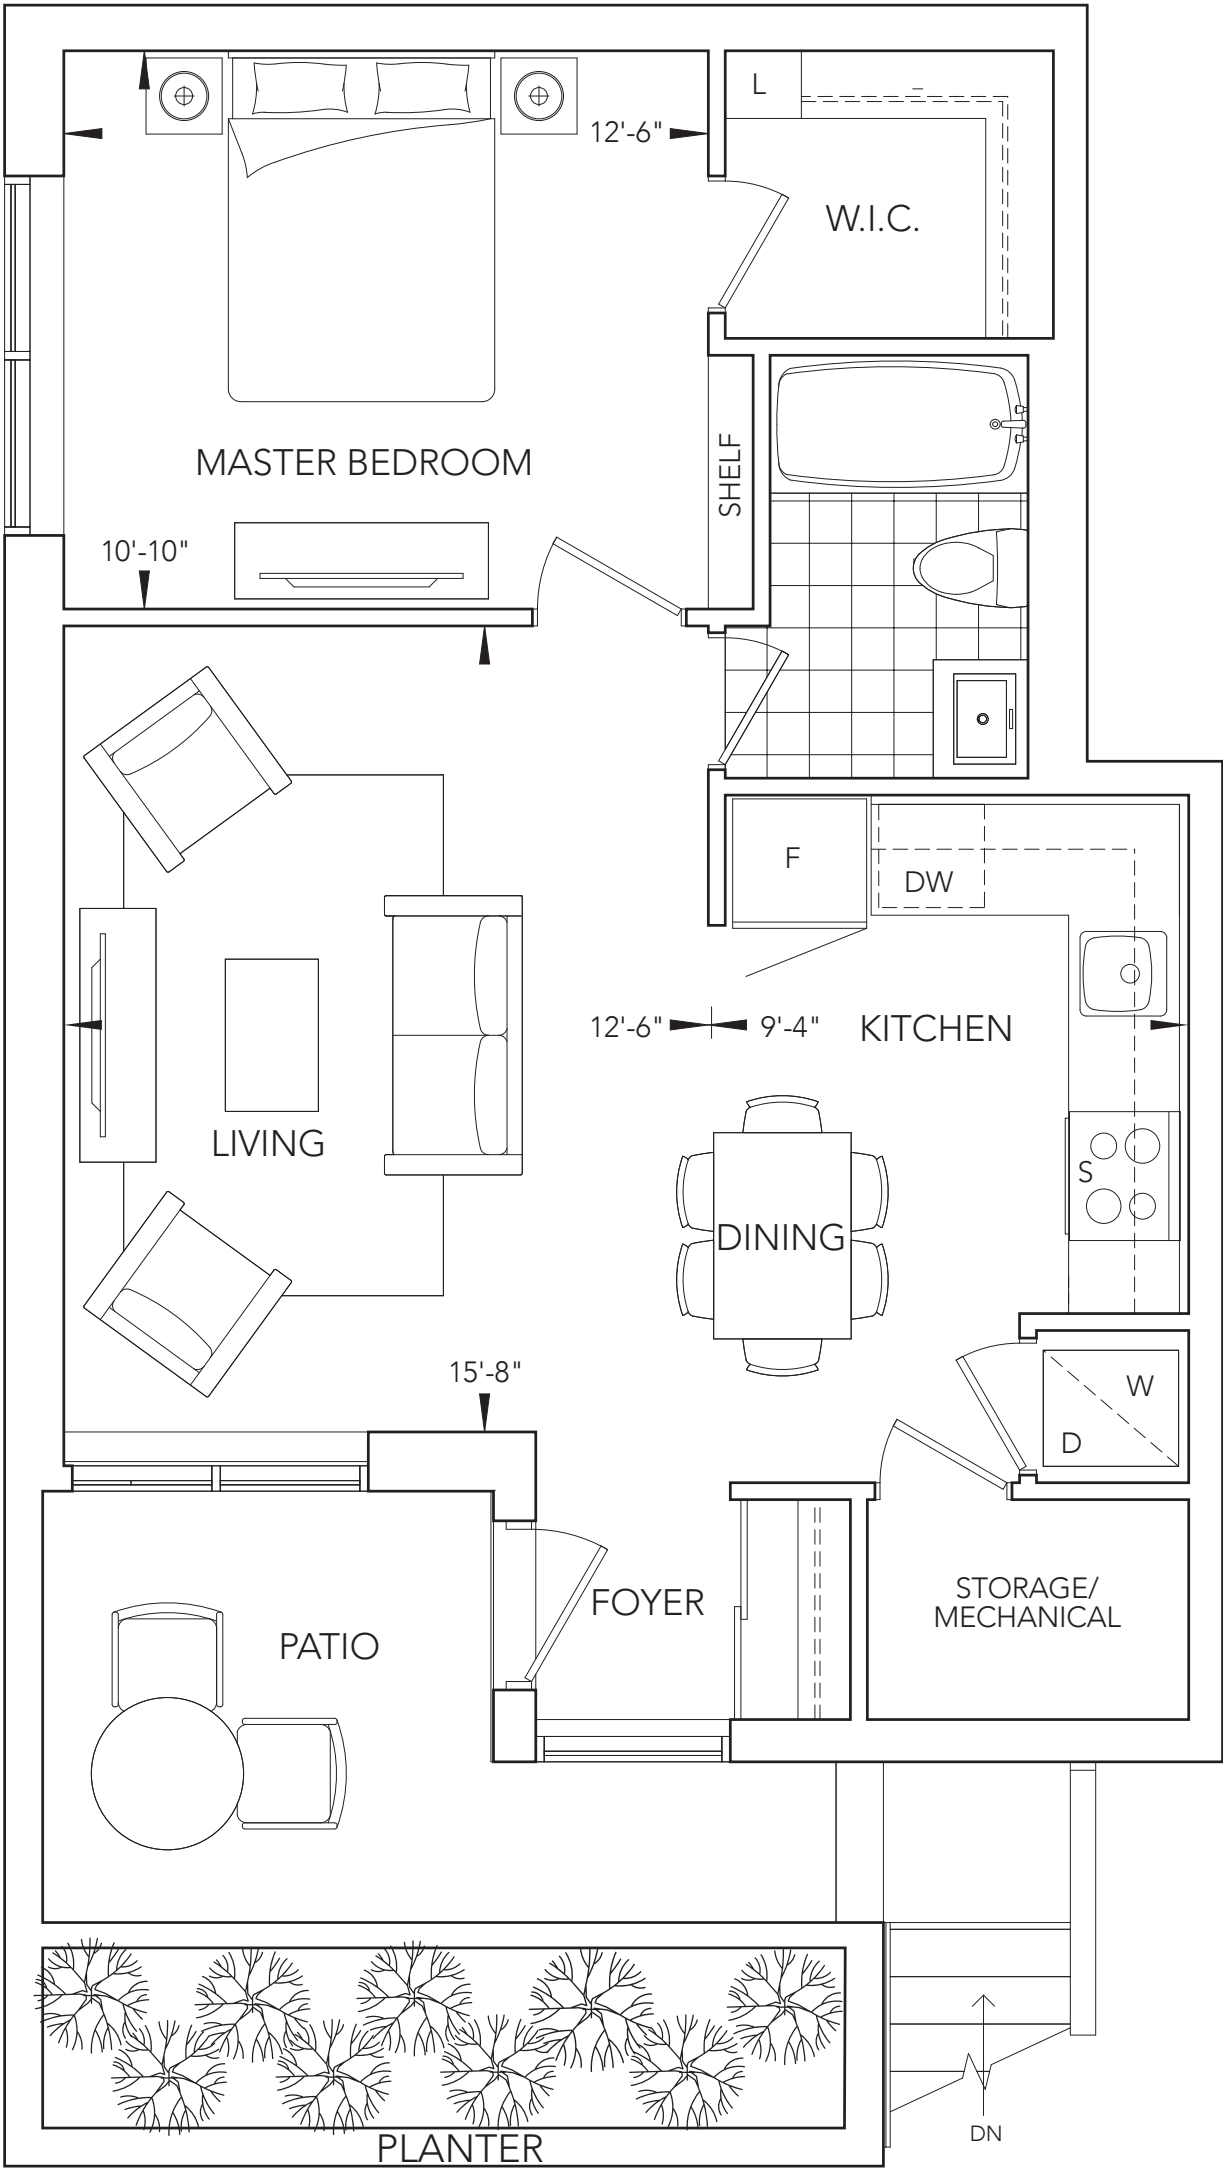 L
12'-6"
W.I.C.
MASTER BEDROOM
SHELF
10'-10"
F
DW
12'-6"
9'-4"
KITCHEN
LIVING
S
DINING
15'-8"
W
D
FOYER
STORAGE/
MECHANICAL
PATIO
DN
PLANTER